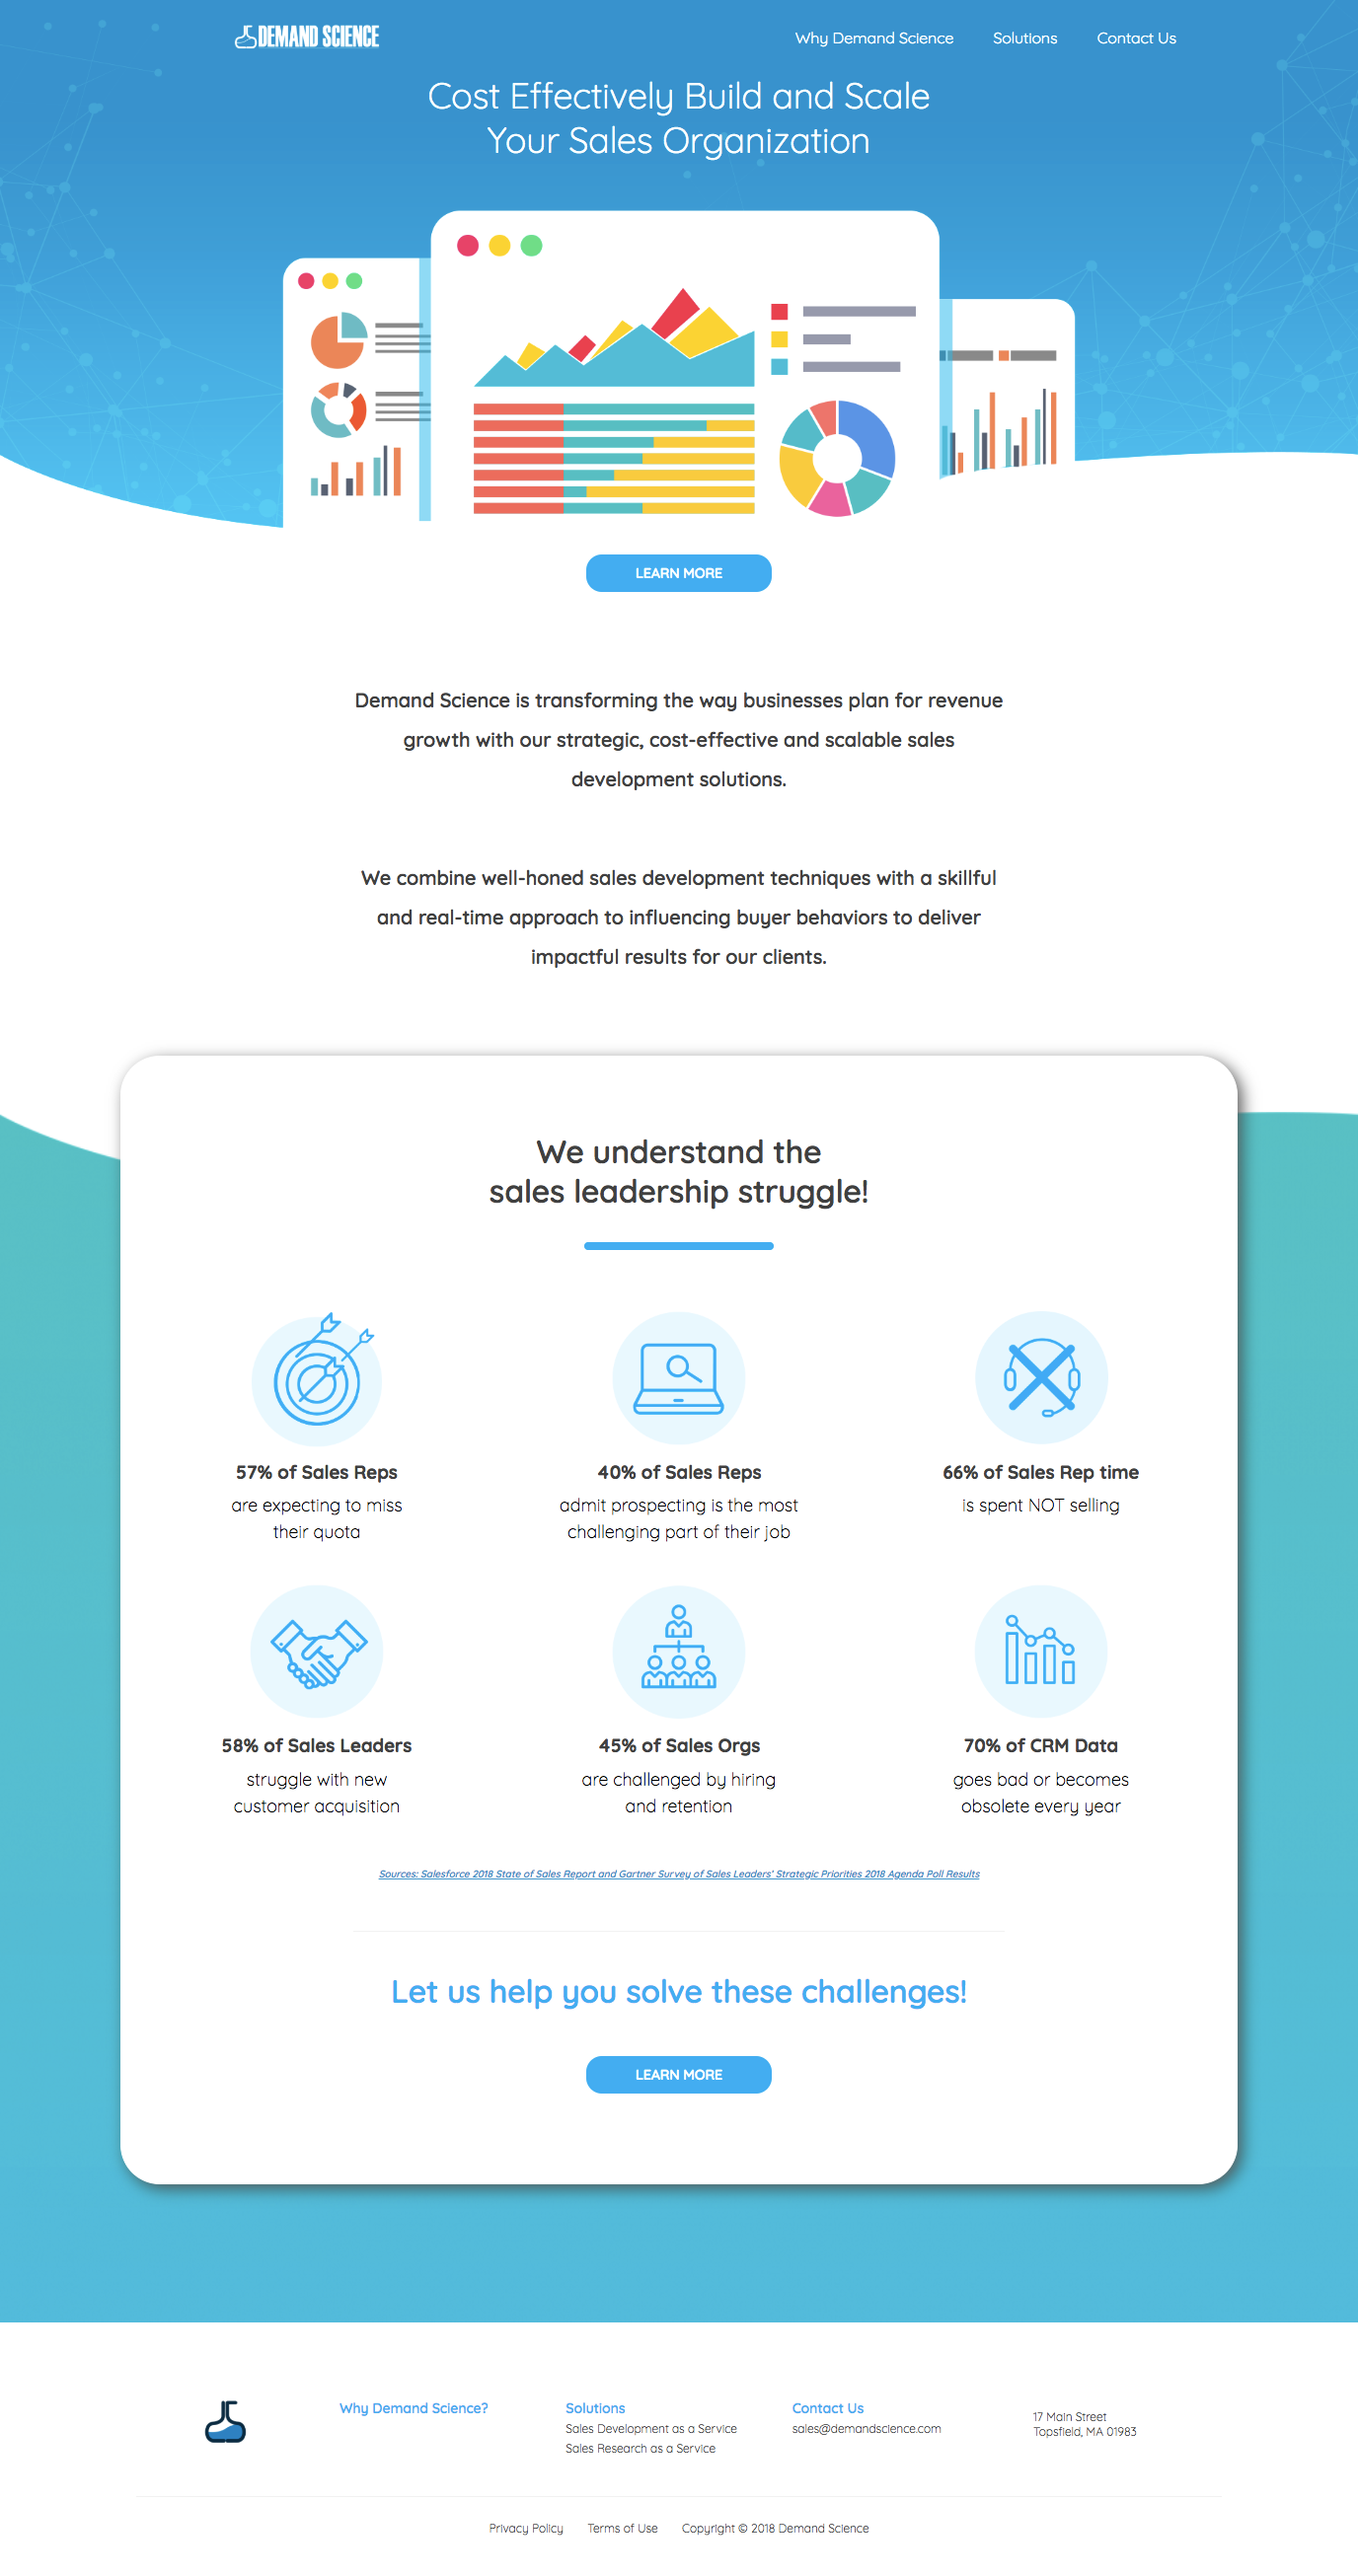 DEMAND SCIENCE
Why Demand Science
Solutions
Contact Us
Cost Effectively Build and Scale
Your Sales Organization
LEARN MORE
Demand Science is transforming the way businesses plan for revenue
growth with our strategic, cost-effective and scalable sales
development solutions.
We combine well-honed sales development techniques with a skillful
and real-time approach to influencing buyer behaviors to deliver
impactful results for our clients.
We understand the
sales leadership struggle!
57% of Sales Reps
are expecting to miss
their quota
40% of Sales Reps
admit prospecting is the most
challenging part of their job
66% of Sales Rep time
is spent NOT selling
58% of Sales Leaders
struggle with new
customer acquisition
45% of Sales Orgs
are challenged by hiring
and retention
70% of CRM Data
goes bad or becomes
obsolete every year
Sources: Salesforce 2018 State of Sales Report and Gartner Survey of Sales Leaders' Strategic Priorities 2018 Agenda Poll Results
Let us help you solve these challenges!
LEARN MORE
Why Demand Science?
Solutions
Sales Development as a Service
Sales Research as a Service
Contact Us
sales@demandscience.com
17 Main Street
Topsfield, MA 01983
Privacy Policy
Terms of Use
Copyright © 2018 Demand Science